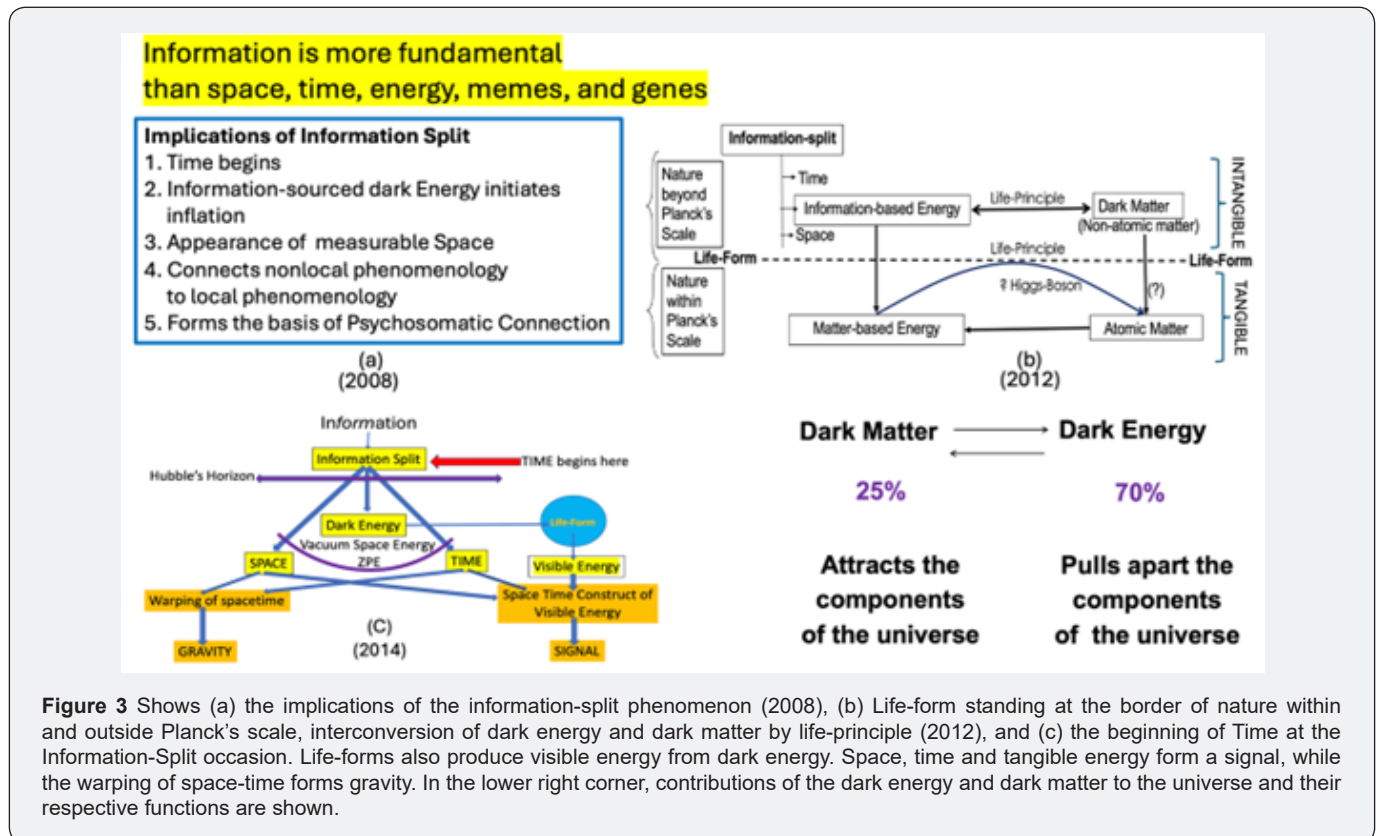 Information is more fundamental
than space, time, energy, memes, and genes
Implications of Information Split
1. Time begins
2. Information-sourced dark Energy initiates
inflation
3. Appearance of measurable Space
4. Connects nonlocal phenomenology
to local phenomenology
5. Forms the basis of Psychosomatic Connection
(a)
(2008)
Information-split
Nature
beyond
Planck's
Scale
Time
Information-based Energy
Space
Life-Principle
Dark Matter
(Non-atomic matter)
INTANGIBLE
Life-Form
Life-Principle
Life-Form
Nature
within
Planck's
Scale
? Higgs-Boson
(?)
Matter-based Energy
Atomic Matter
TANGIBLE
(b)
(2012)
Information
Information Split
TIME begins here
Hubble's Horizon
Dark Energy
Life-Form
Vacuum Space Energy
ZPE
SPACE
TIME
Visible Energy
Warping of spacetime
Space Time Construct of
Visible Energy
(C)
(2014)
GRAVITY
SIGNAL
Dark Matter
Dark Energy
25%
70%
Attracts the
components
of the universe
Pulls apart the
components
of the universe
Figure 3 Shows (a) the implications of the information-split phenomenon (2008), (b) Life-form standing at the border of nature within
and outside Planck's scale, interconversion of dark energy and dark matter by life-principle (2012), and (c) the beginning of Time at the
Information-Split occasion. Life-forms also produce visible energy from dark energy. Space, time and tangible energy form a signal, while
the warping of space-time forms gravity. In the lower right corner, contributions of the dark energy and dark matter to the universe and their
respective functions are shown.